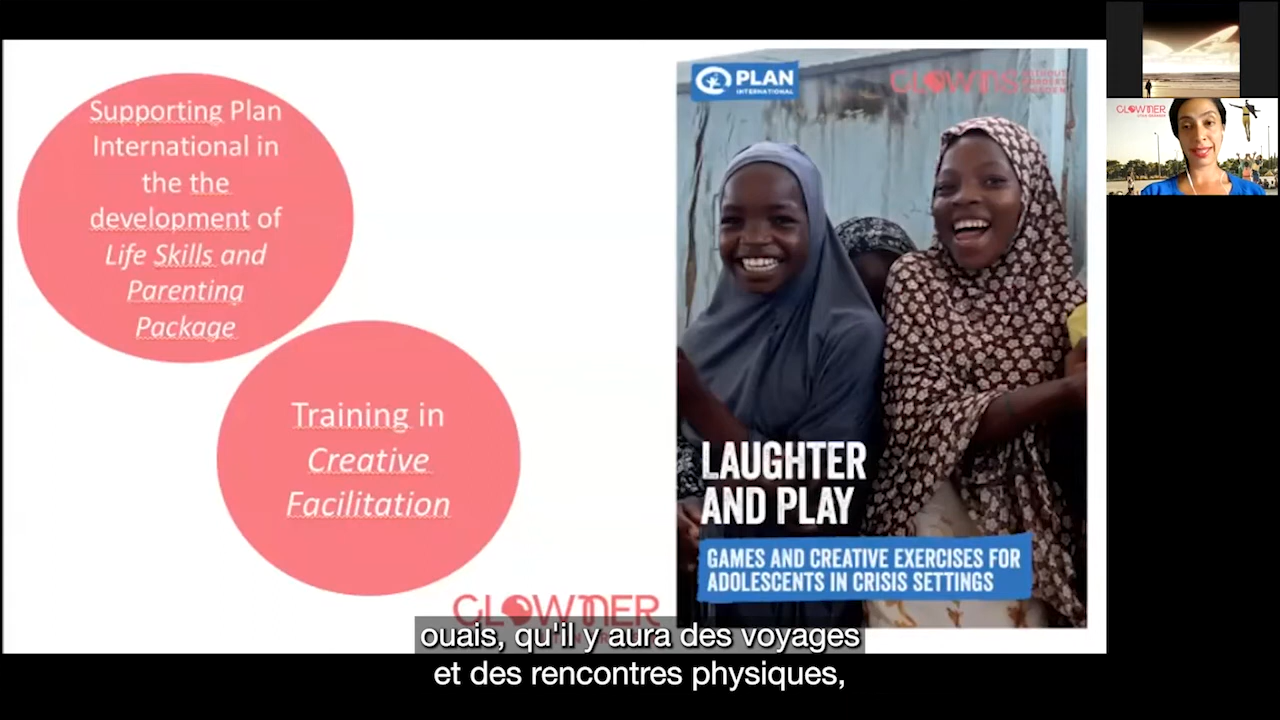 Supporting Plan
International in
the the
development of
Life Skills and
Parenting
Package
Training in
Creative
Facilitation
PLAN
INTERNATIONAL
LAUGHTER
AND PLAY
GAMES AND CREATIVE EXERCISES FOR
ADOLESCENTS IN CRISIS SETTINGS
ouais, qu'il y aura des voyages
et des rencontres physiques,